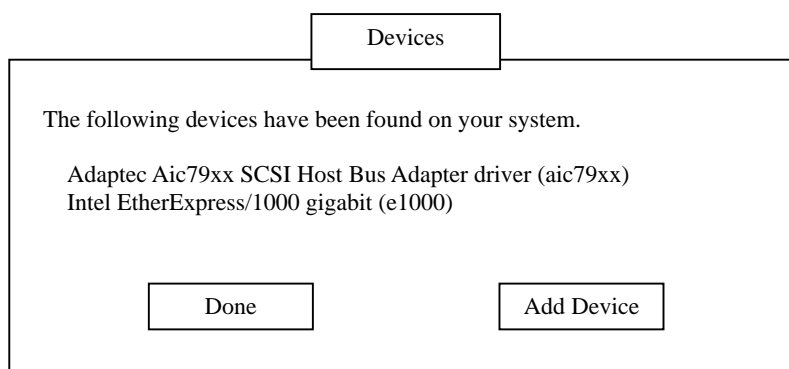 Devices
The following devices have been found on your system.
Adaptec Aic79xx SCSI Host Bus Adapter driver (aic79xx)
Intel EtherExpress/1000 gigabit (e1000)
Done
Add Device